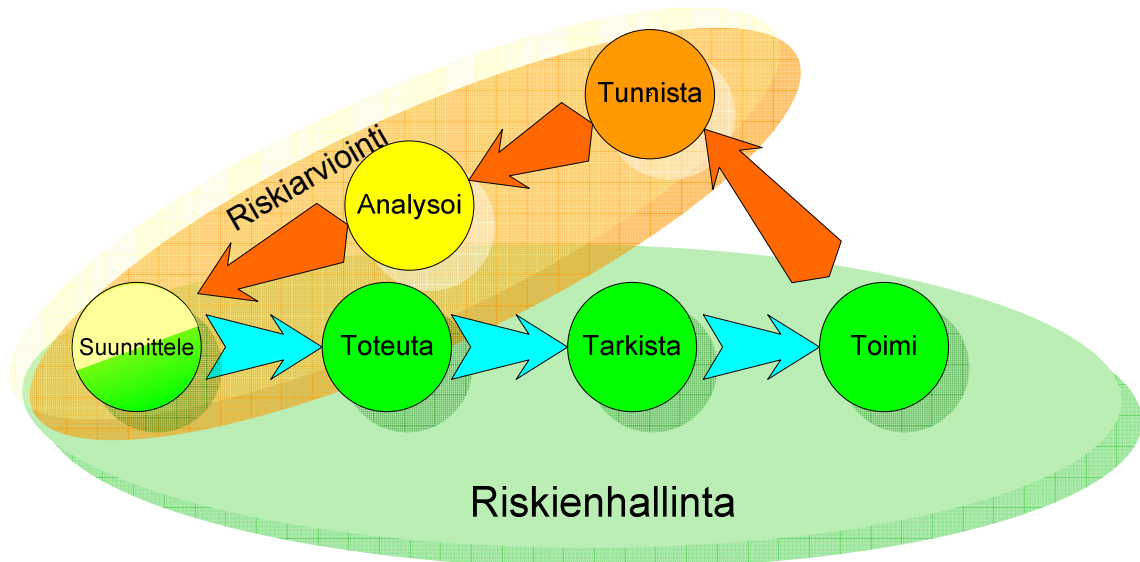 Tunnista
Riskiarviointi
Analysoi
Suunnittele
Toteuta
Tarkista
Toimi
Riskienhallinta